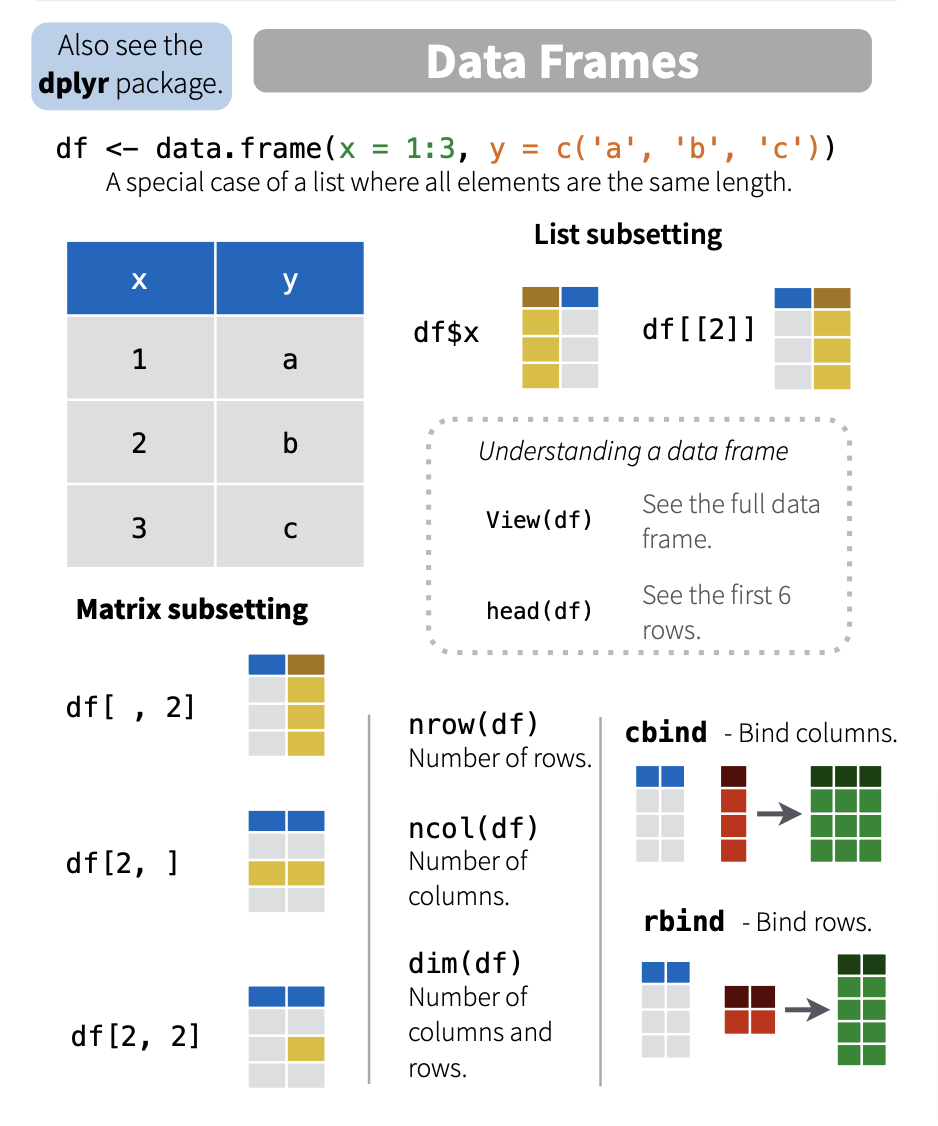 Also see the
dplyr package.
Data Frames
df <- data.frame(x = 1:3, y = c('a', 'b', 'c'))
A special case of a list where all elements are the same length.
x y
1 a
2 b
3 c
List subsetting
df$x
df[[2]]
Understanding a data frame
View(df) See the full data
frame.
head(df) See the first 6
rows.
Matrix subsetting
df[ , 2]
df[2, ]
df[2, 2]
nrow(df)
Number of rows.
ncol(df)
Number of
columns.
dim(df)
Number of
columns and
rows.
cbind - Bind columns.
rbind - Bind rows.